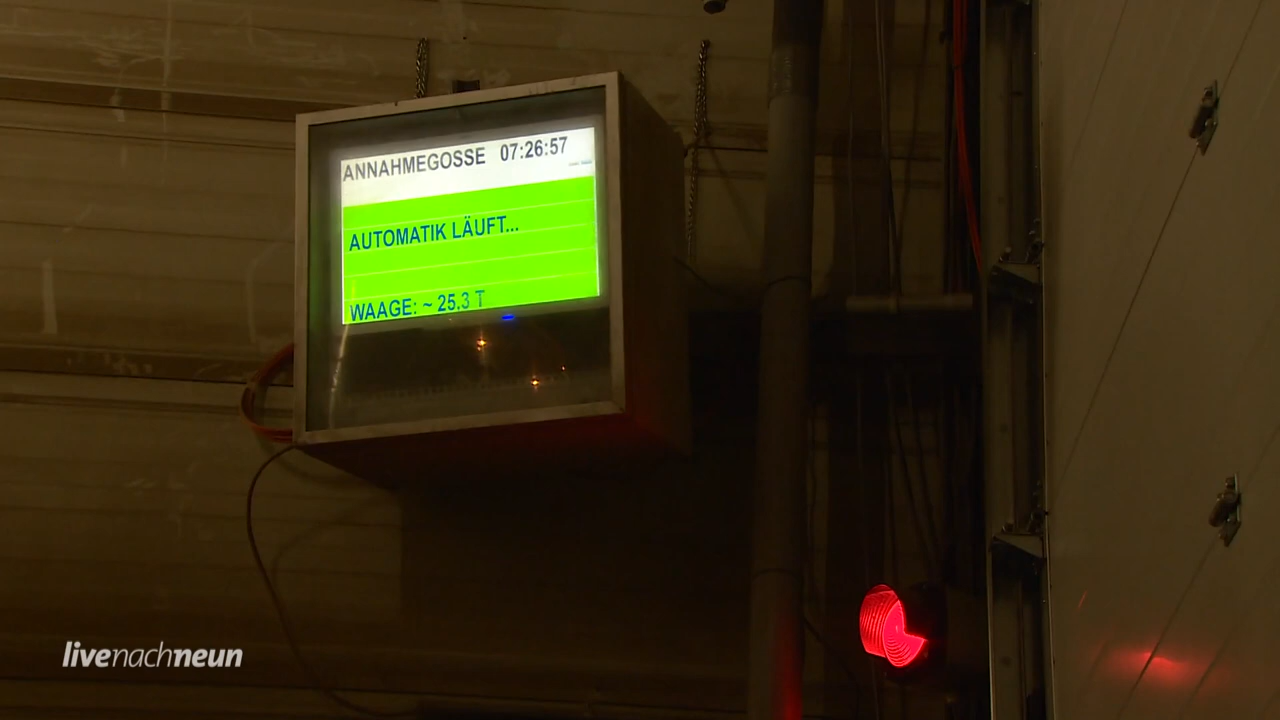 ANNAHMEGOSSE 07:26:57
AUTOMATIK LÄUFT...
WAAGE: ~ 25.3 T
livenachneun